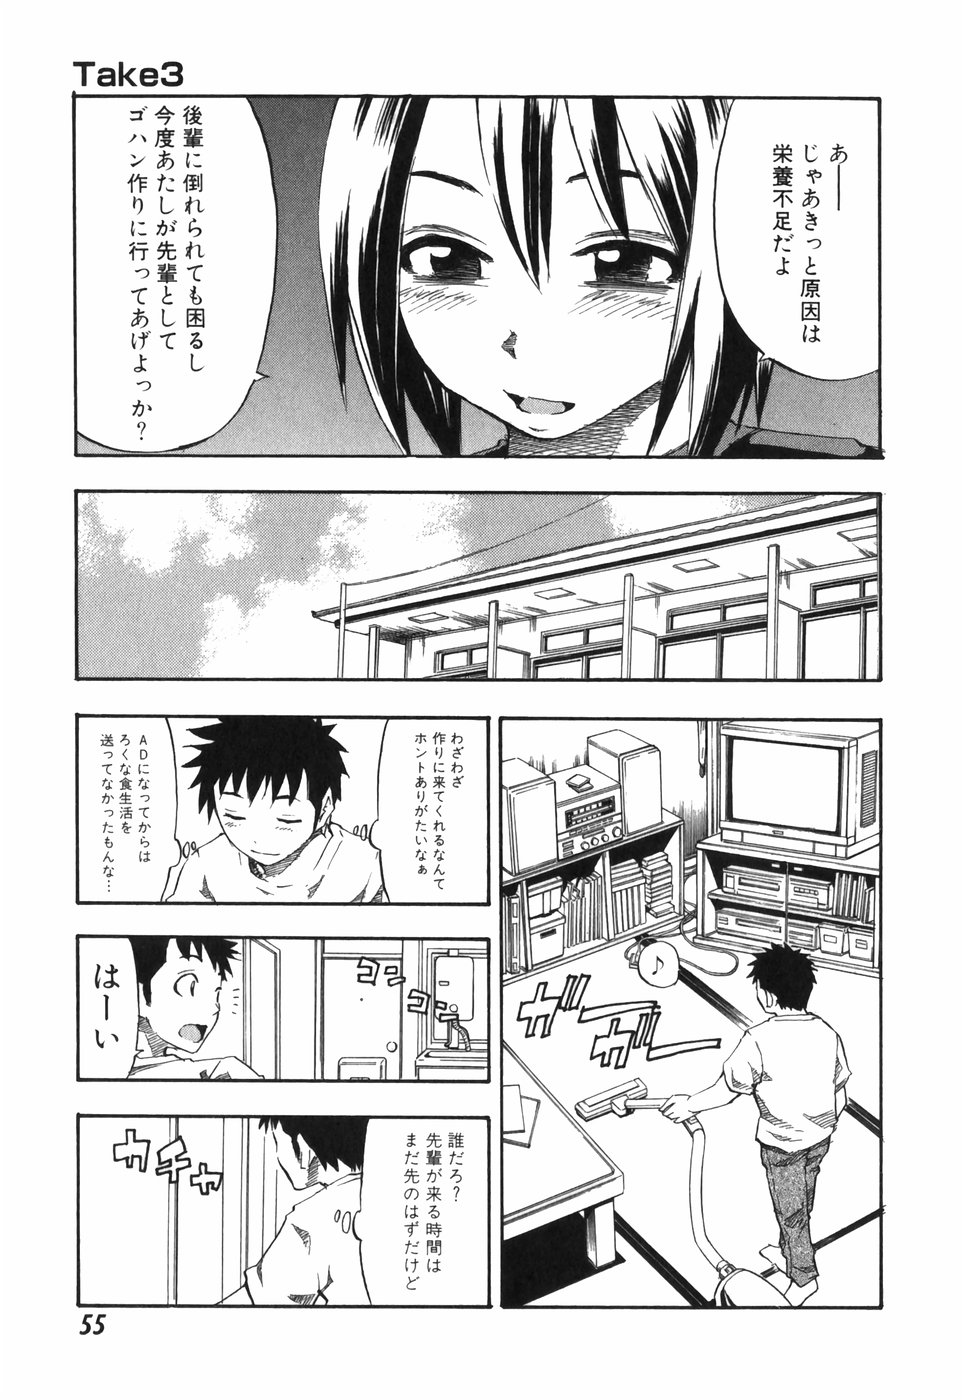 Take3
あ――
じゃあきっと原因は
栄養不足だよ
後輩に倒れられても困るし
今度あたしが先輩として
ゴハン作りに行ってあげよっか?
ガーガー
わざわざ
作りに来てくれるなんて
ホントありがたいなぁ
ADになってからは
ろくな食生活を
送ってなかったもんな…
コンコン
はーい
誰だろ?
先輩が来る時間は
まだ先のはずだけど
ガチャ
55